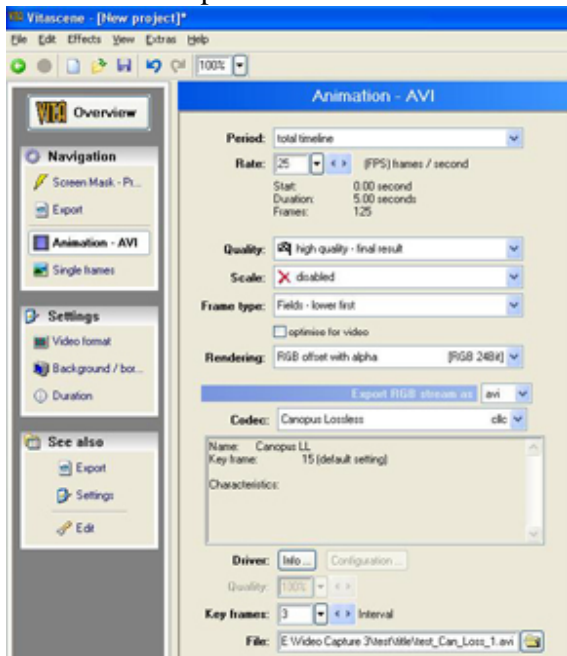 Vitascene - [New project]*
File Edit Effects View Extras Help
100%
VITA Overview
Navigation
Screen Mask - Pr...
Export
Animation - AVI
Single frames
Settings
Video format
Background / bor...
Duration
See also
Export
Settings
Edit
Animation - AVI
Period: total timeline
Rate: 25 (FPS) frames / second
Start: 0.00 second
Duration: 5.00 seconds
Frames: 125
Quality: high quality - final result
Scale: disabled
Frame type: Fields - lower first
optimise for video
Rendering: RGB offset with alpha [RGB 24Bit]
Export RGB stream as avi
Codec: Canopus Lossless cllc
Name: Canopus LL
Key frame: 15 (default setting)
Characteristics:
Driver: Info ... Configuration ...
Quality: 100%
Key frames: 3 Interval
File: E:\Video Capture 3\test\title\test_Can_Loss_1.avi